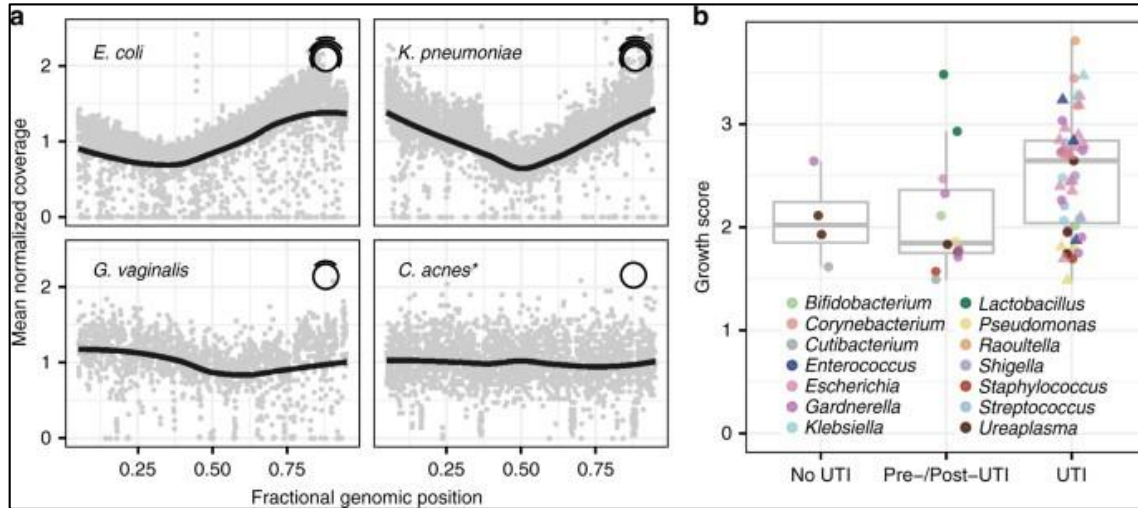 a
E. coli
K. pneumoniae
2
1
0
G. vaginalis
C. acnes*
2
1
0
Mean normalized coverage
0.25 0.50 0.75 0.25 0.50 0.75
Fractional genomic position
b
3
2
1
0
Growth score
Bifidobacterium
Corynebacterium
Cutibacterium
Enterococcus
Escherichia
Gardnerella
Klebsiella
Lactobacillus
Pseudomonas
Raoultella
Shigella
Staphylococcus
Streptococcus
Ureaplasma
No UTI Pre-/Post-UTI UTI